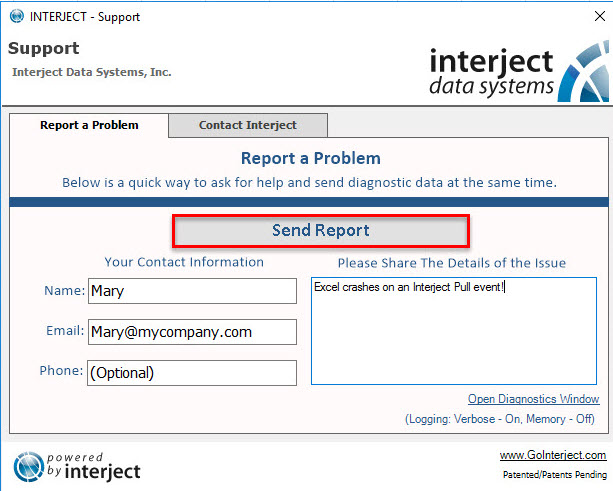 INTERJECT - Support
Support
Interject Data Systems, Inc.
interject
data systems
Report a Problem
Contact Interject
Report a Problem
Below is a quick way to ask for help and send diagnostic data at the same time.
Send Report
Your Contact Information
Please Share The Details of the Issue
Name: Mary
Excel crashes on an Interject Pull event!
Email: Mary@mycompany.com
Phone: (Optional)
Open Diagnostics Window
(Logging: Verbose - On, Memory - Off)
powered
by interject
www.GoInterject.com
Patented/Patents Pending